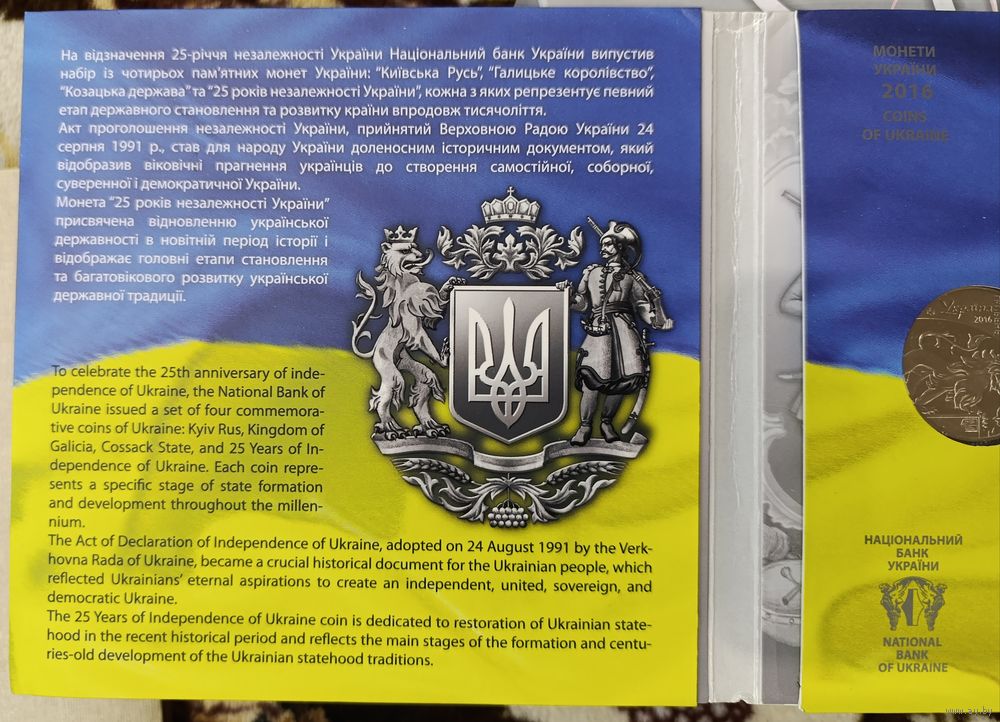 На відзначення 25-річчя незалежності України Національний банк України випустив
набір із чотирьох пам'ятних монет України: "Київська Русь", "Галицьке королівство",
"Козацька держава" та "25 років незалежності України", кожна з яких репрезентує певний
етап державного становлення та розвитку країни впродовж тисячоліття.
Акт проголошення незалежності України, прийнятий Верховною Радою України 24
серпня 1991 р., став для народу України доленосним історичним документом, який
відобразив віковічні прагнення українців до створення самостійної, соборної,
суверенної і демократичної України.
Монета "25 років незалежності України"
присвячена відновленню української
державності в новітній період історії і
відображає головні етапи становлення
та багатовікового розвитку української
державної традиції.
To celebrate the 25th anniversary of inde-
pendence of Ukraine, the National Bank of
Ukraine issued a set of four commemora-
tive coins of Ukraine: Kyiv Rus, Kingdom of
Galicia, Cossack State, and 25 Years of In-
dependence of Ukraine. Each coin repre-
sents a specific stage of state formation
and development throughout the millen-
nium.
The Act of Declaration of Independence of Ukraine, adopted on 24 August 1991 by the Verk-
hovna Rada of Ukraine, became a crucial historical document for the Ukrainian people, which
reflected Ukrainians' eternal aspirations to create an independent, united, sovereign, and
democratic Ukraine.
The 25 Years of Independence of Ukraine coin is dedicated to restoration of Ukrainian state-
hood in the recent historical period and reflects the main stages of the formation and centu-
ries-old development of the Ukrainian statehood traditions.
МОНЕТИ
УКРАЇНИ
2016
COINS
OF UKRAINE
Україна
2016
НАЦІОНАЛЬНИЙ
БАНК
УКРАЇНИ
NATIONAL
BANK
OF UKRAINE
www.ay.by